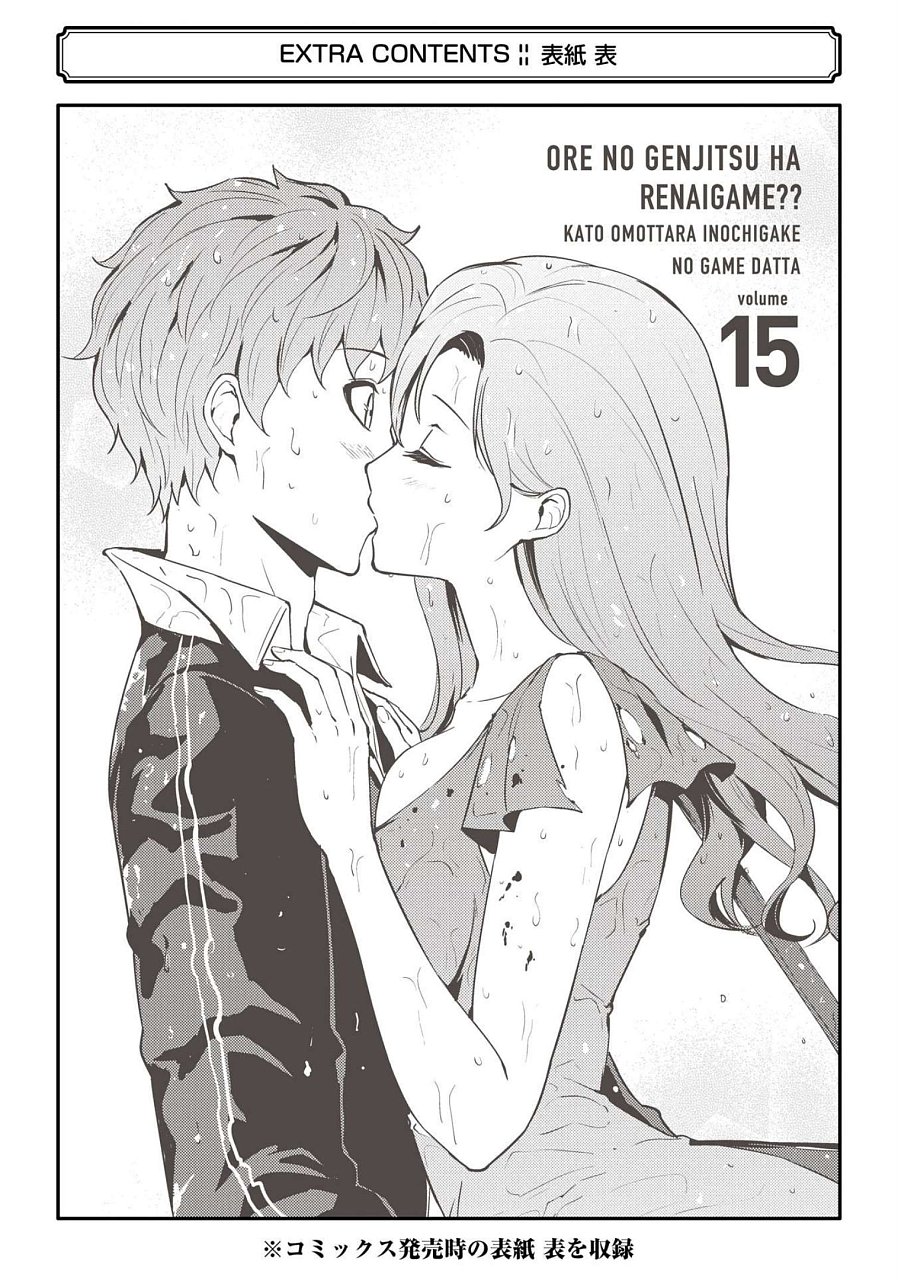 EXTRA CONTENTS :: 表紙 表
ORE NO GENJITSU HA
RENAIGAME??
KATO OMOTTARA INOCHIGAKE
NO GAME DATTA
volume
15
※コミックス発売時の表紙 表を収録